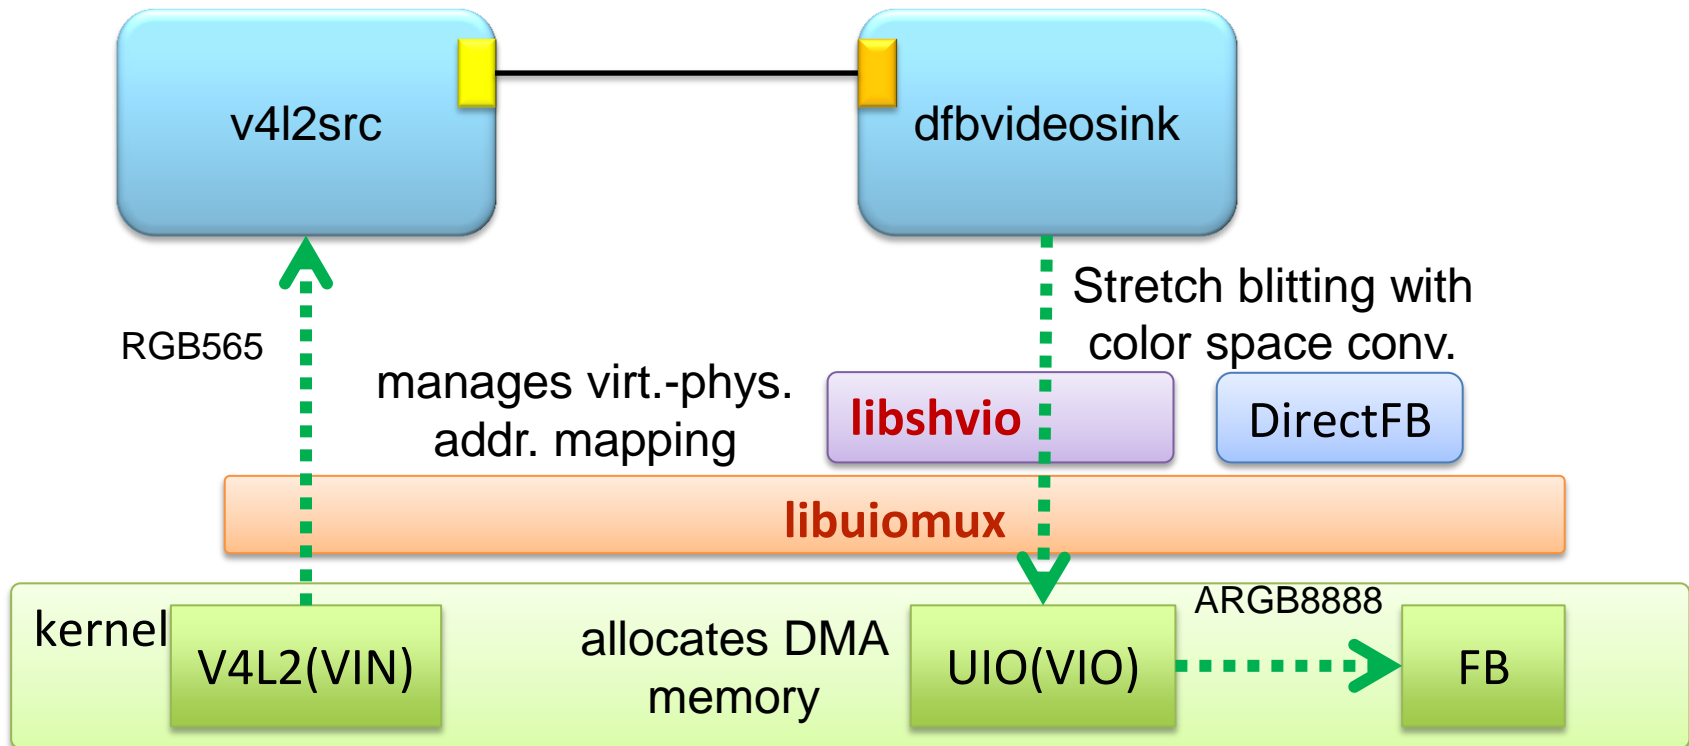 v4l2src
dfbvideosink
RGB565
Stretch blitting with
color space conv.
manages virt.-phys.
addr. mapping
libshvio
DirectFB
libuiomux
kernel
V4L2(VIN)
allocates DMA
memory
UIO(VIO)
ARGB8888
FB